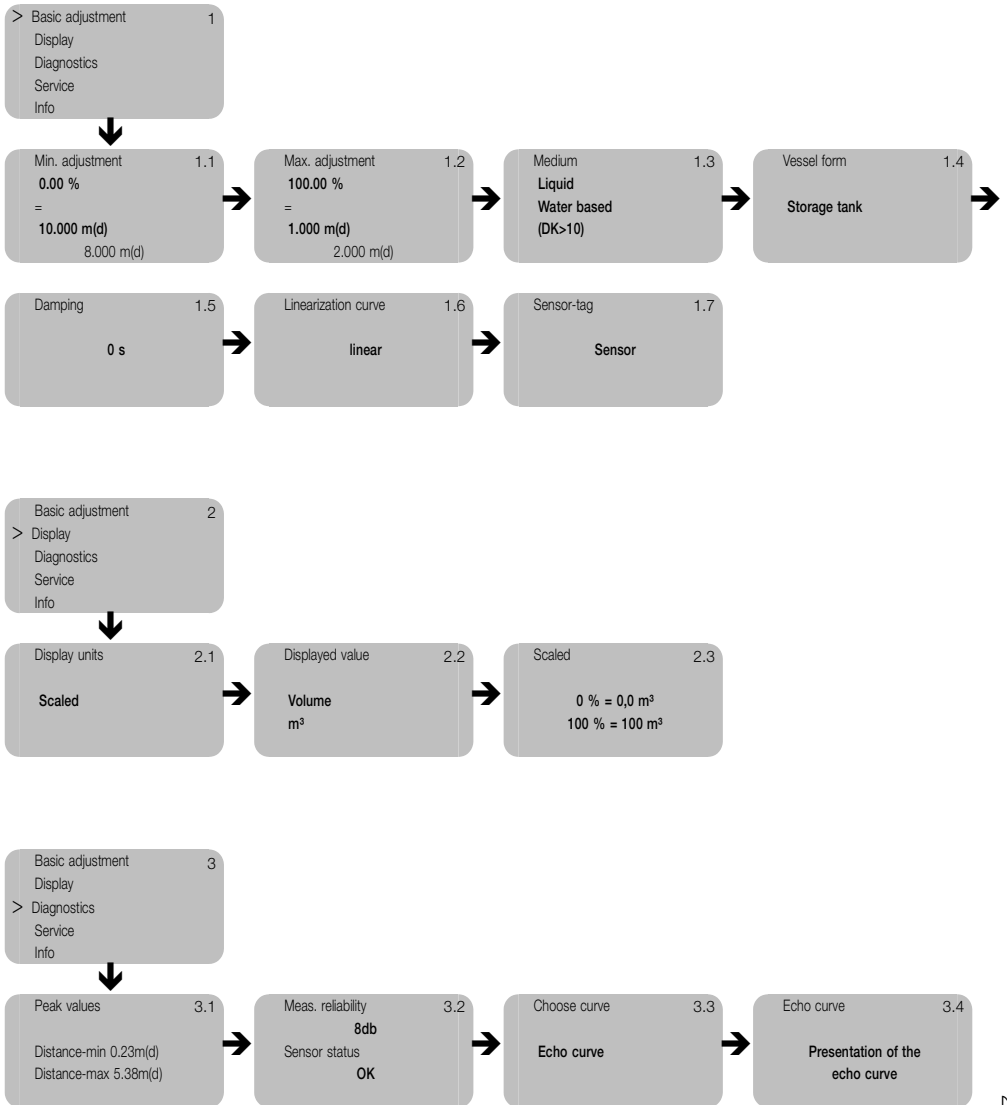 > Basic adjustment 1
Display
Diagnostics
Service
Info
Min. adjustment 1.1
0.00 %
=
10.000 m(d)
8.000 m(d)
Max. adjustment 1.2
100.00 %
=
1.000 m(d)
2.000 m(d)
Medium 1.3
Liquid
Water based
(DK>10)
Vessel form 1.4
Storage tank
Damping 1.5
0 s
Linearization curve 1.6
linear
Sensor-tag 1.7
Sensor
Basic adjustment 2
> Display
Diagnostics
Service
Info
Display units 2.1
Scaled
Displayed value 2.2
Volume
m³
Scaled 2.3
0 % = 0,0 m³
100 % = 100 m³
Basic adjustment 3
Display
> Diagnostics
Service
Info
Peak values 3.1
Distance-min 0.23m(d)
Distance-max 5.38m(d)
Meas. reliability 3.2
8db
Sensor status
OK
Choose curve 3.3
Echo curve
Echo curve 3.4
Presentation of the
echo curve